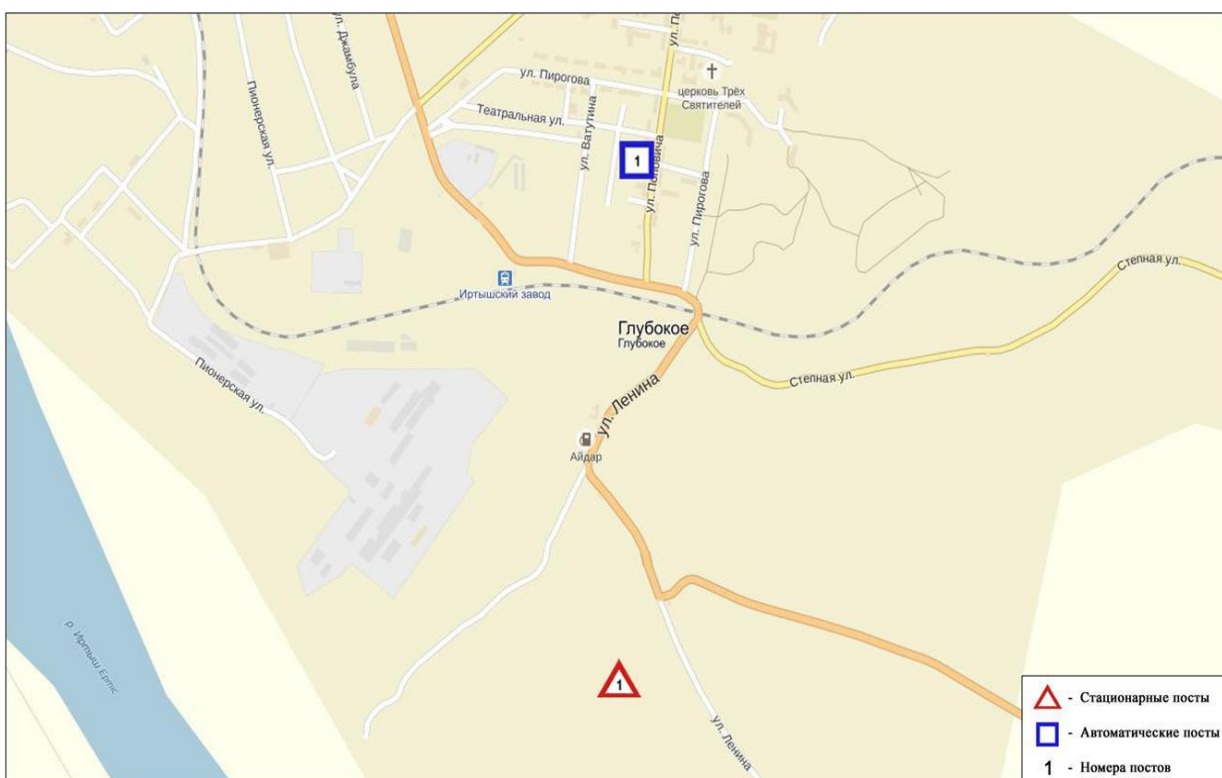 ул. Джамбула
Пионерская ул.
ул. Пирогова
Театральная ул.
ул. Ватутина
церковь Трёх
Святителей
1
ул. Поповича
ул. Пирогова
Степная ул.
Иртышский завод
Глубокое
Глубокое
Степная ул.
Пионерская ул.
ул. Ленина
Айдар
р. Иртыш Ертіс
1
ул. Ленина
- Стационарные посты
- Автоматические посты
1 - Номера постов